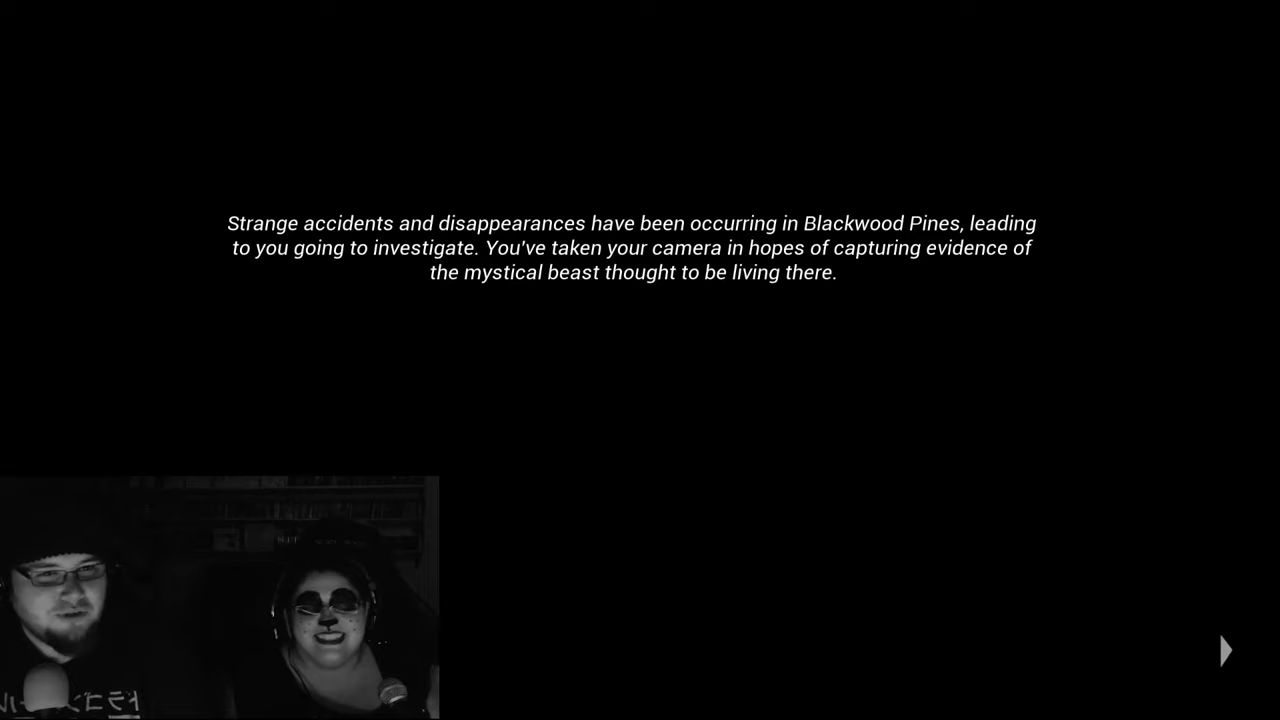 Strange accidents and disappearances have been occurring in Blackwood Pines, leading
to you going to investigate. You've taken your camera in hopes of capturing evidence of
the mystical beast thought to be living there.